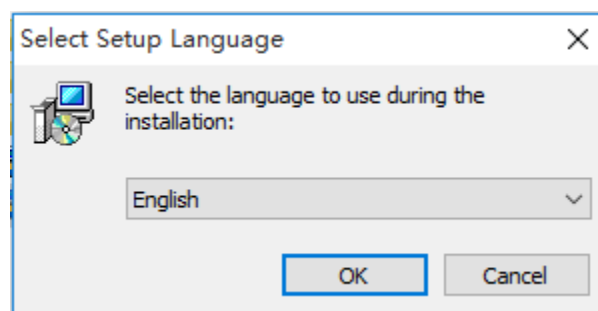 Select Setup Language
Select the language to use during the
installation:
English
OK
Cancel